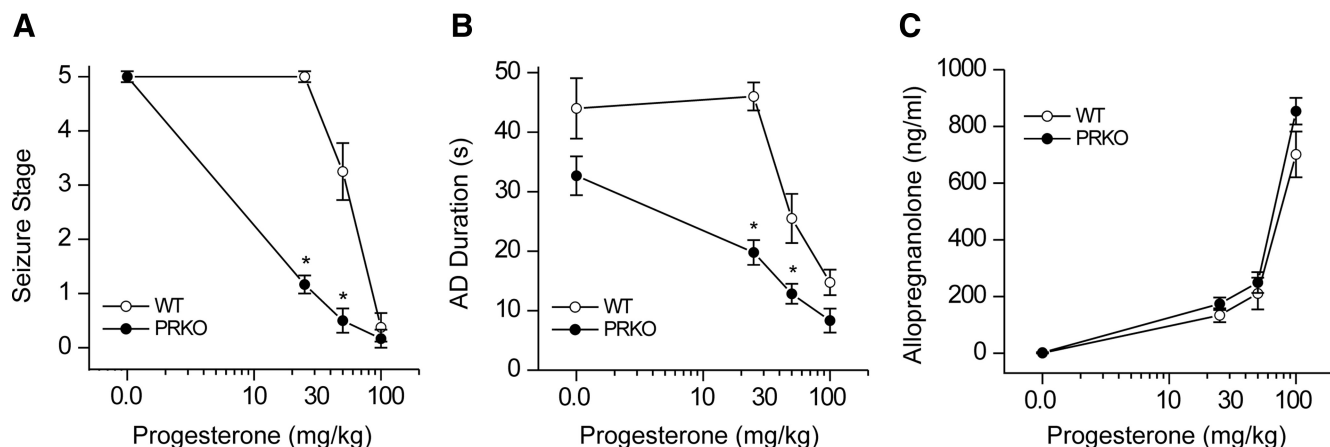 A
Seizure Stage
5
4
3
2
1
0
*
*
WT
PRKO
0.0 10 30 100
Progesterone (mg/kg)
B
AD Duration (s)
50
40
30
20
10
0
*
*
WT
PRKO
0.0 10 30 100
Progesterone (mg/kg)
C
Allopregnanolone (ng/ml)
1000
800
600
400
200
0
WT
PRKO
0.0 10 30 100
Progesterone (mg/kg)